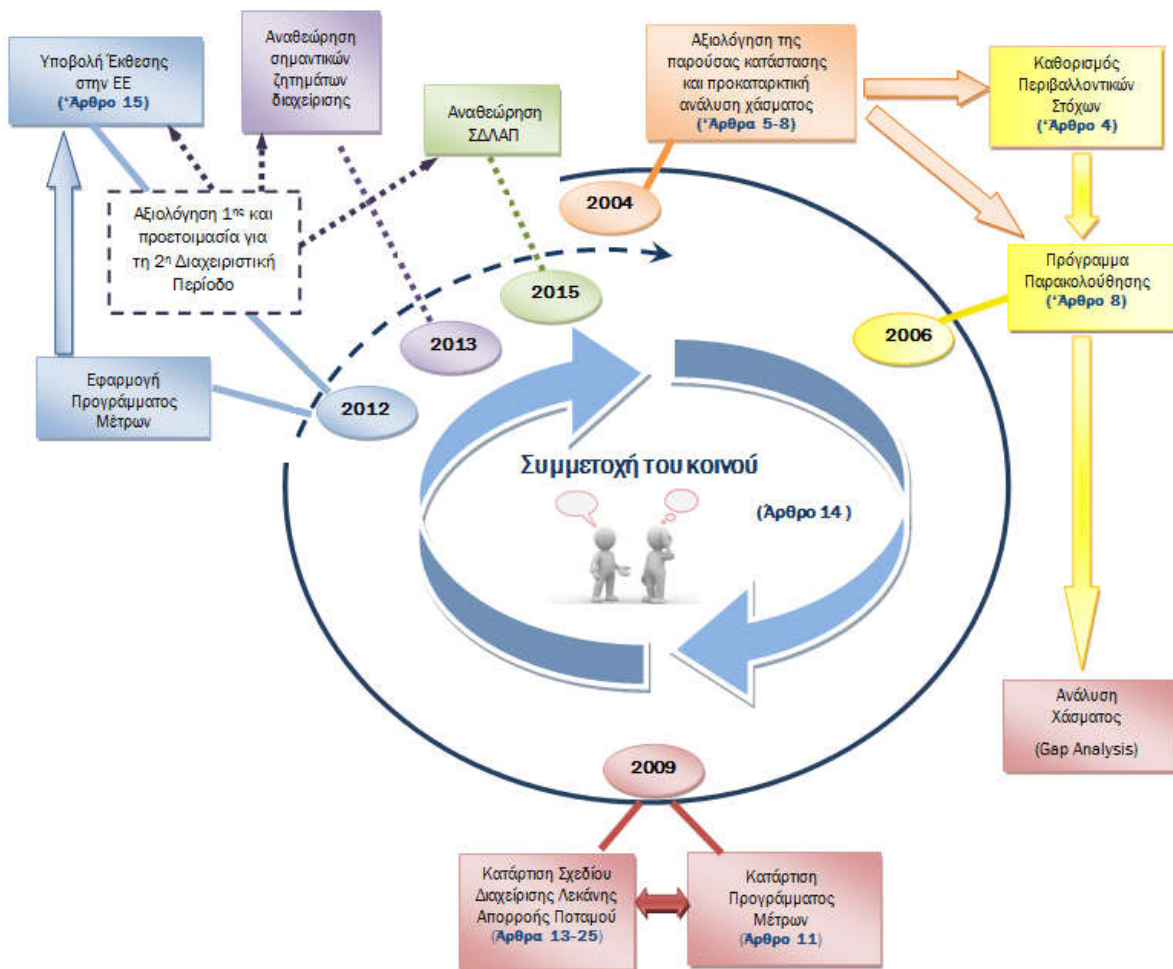 Υποβολή Έκθεσης
στην ΕΕ
(‘Άρθρο 15)
Αναθεώρηση
σημαντικών
ζητημάτων
διαχείρισης
Αναθεώρηση
ΣΔΛΑΠ
Αξιολόγηση της
παρούσας κατάστασης
και προκαταρκτική
ανάλυση χάσματος
(‘Άρθρα 5-8)
Καθορισμός
Περιβαλλοντικών
Στόχων
(‘Άρθρο 4)
Αξιολόγηση 1ης και
προετοιμασία για
τη 2η Διαχειριστική
Περίοδο
2004
2015
2013
2012
2006
Πρόγραμμα
Παρακολούθησης
(‘Άρθρο 8)
Εφαρμογή
Προγράμματος
Μέτρων
Συμμετοχή του κοινού
(Άρθρο 14 )
Ανάλυση
Χάσματος
(Gap Analysis)
2009
Κατάρτιση Σχεδίου
Διαχείρισης Λεκάνης
Απορροής Ποταμού
(Άρθρα 13-25)
Κατάρτιση
Προγράμματος
Μέτρων
(Άρθρο 11)